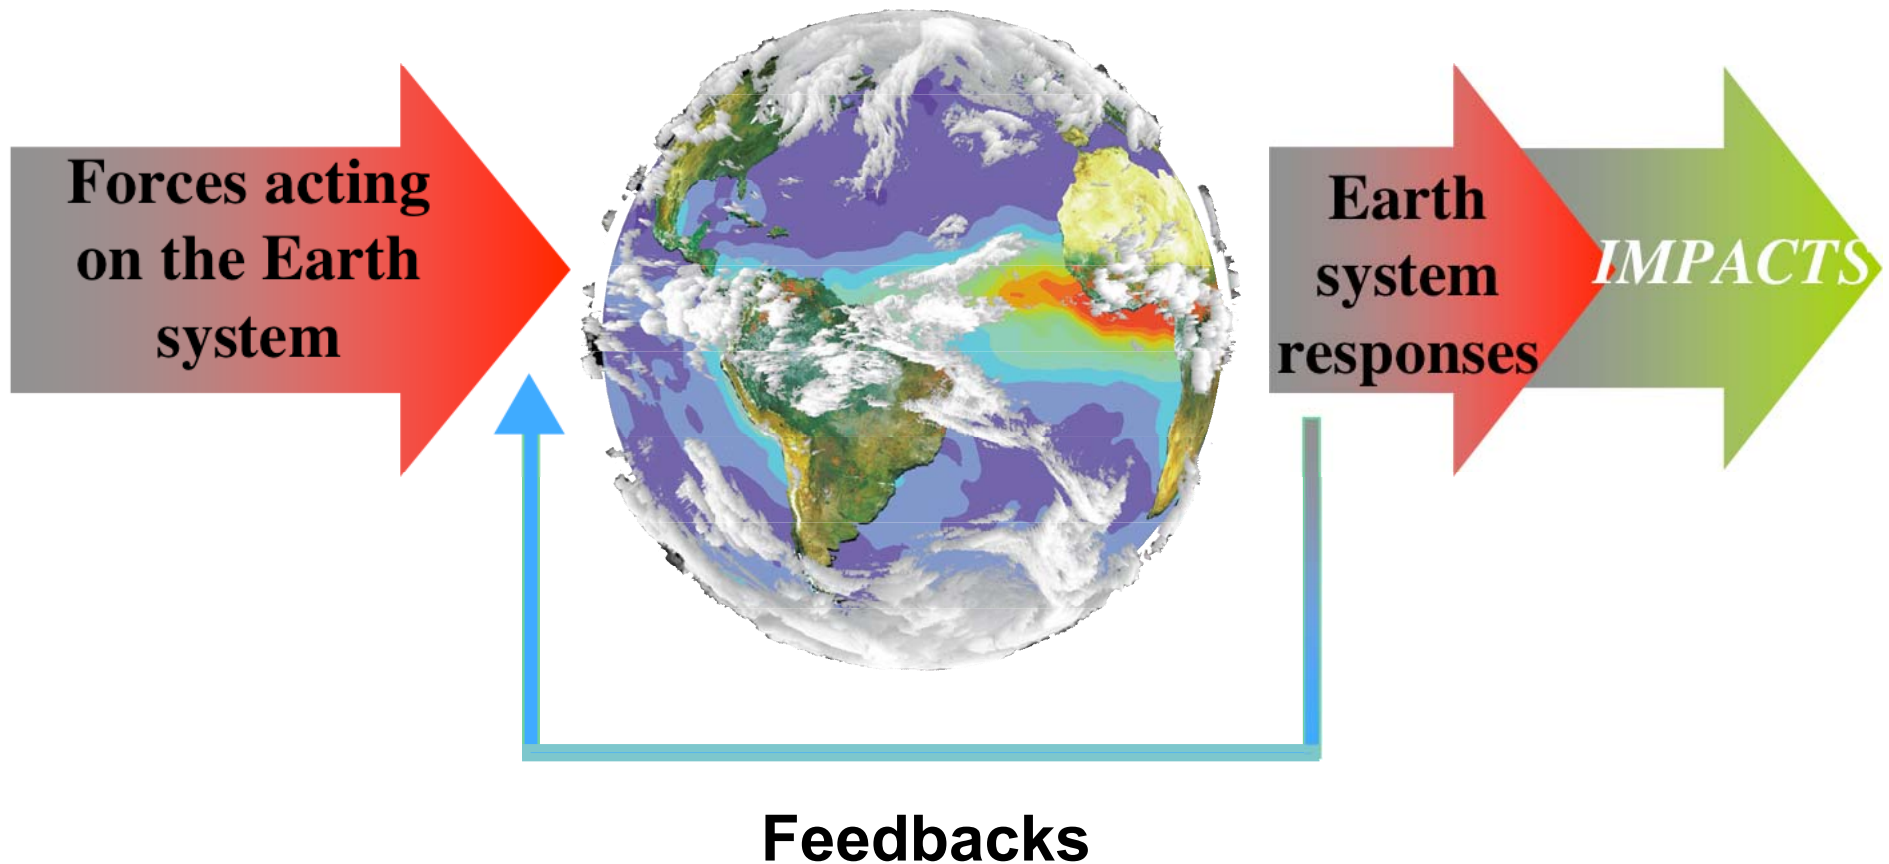 Forces acting
on the Earth
system
Earth
system
responses
IMPACTS
Feedbacks